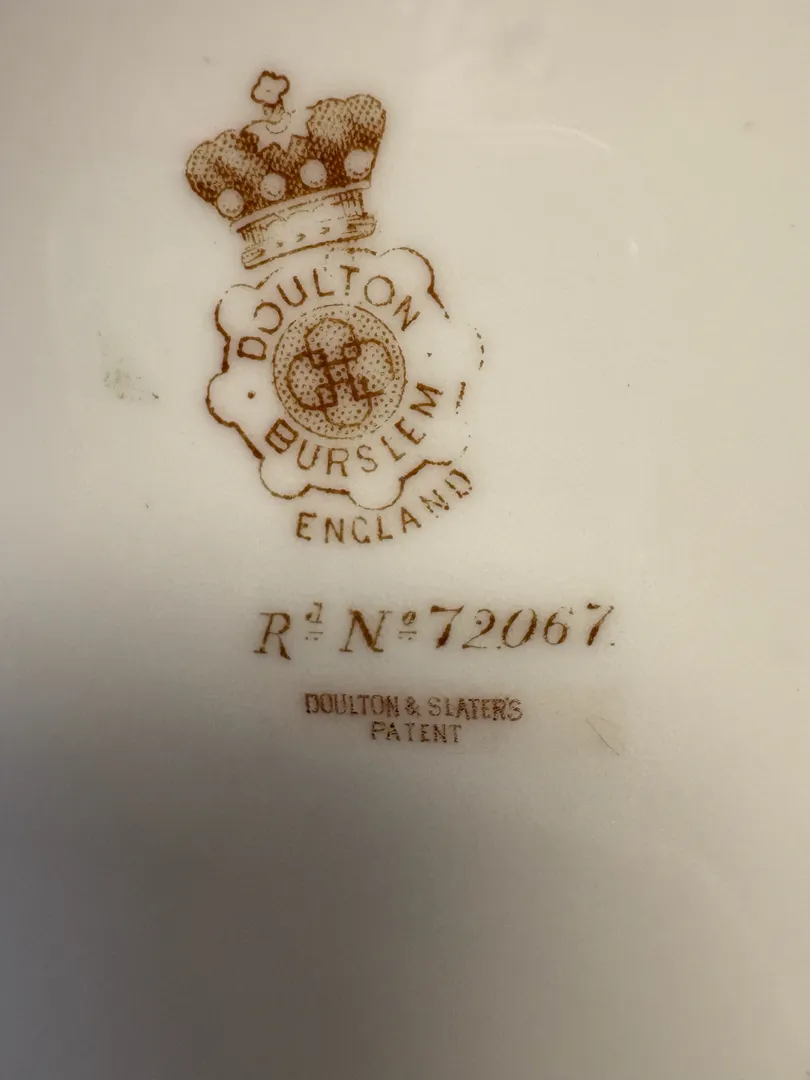 DOULTON
BURSLEM
ENGLAND
Rd No 72067.
DOULTON & SLATER'S
PATENT